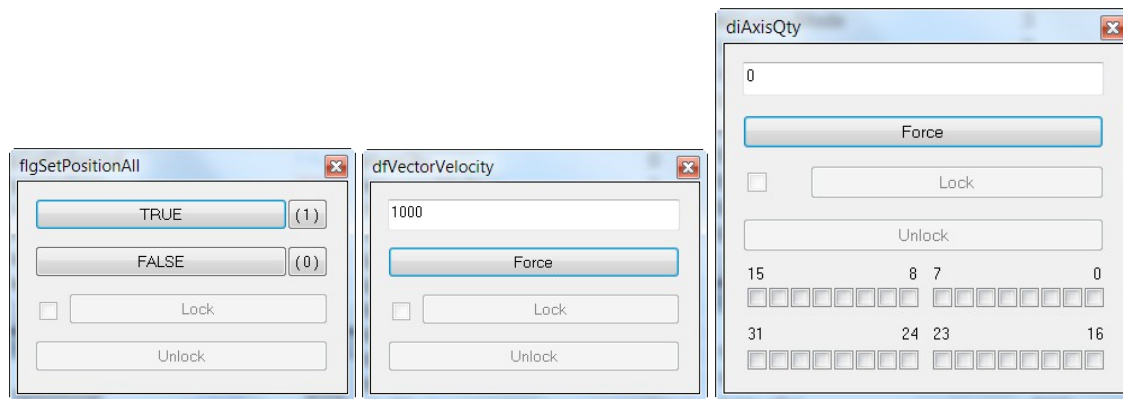 flgSetPositionAll
TRUE (1)
FALSE (0)
Lock
Unlock
dfVectorVelocity
1000
Force
Lock
Unlock
diAxisQty
0
Force
Lock
Unlock
15 8 7 0
31 24 23 16